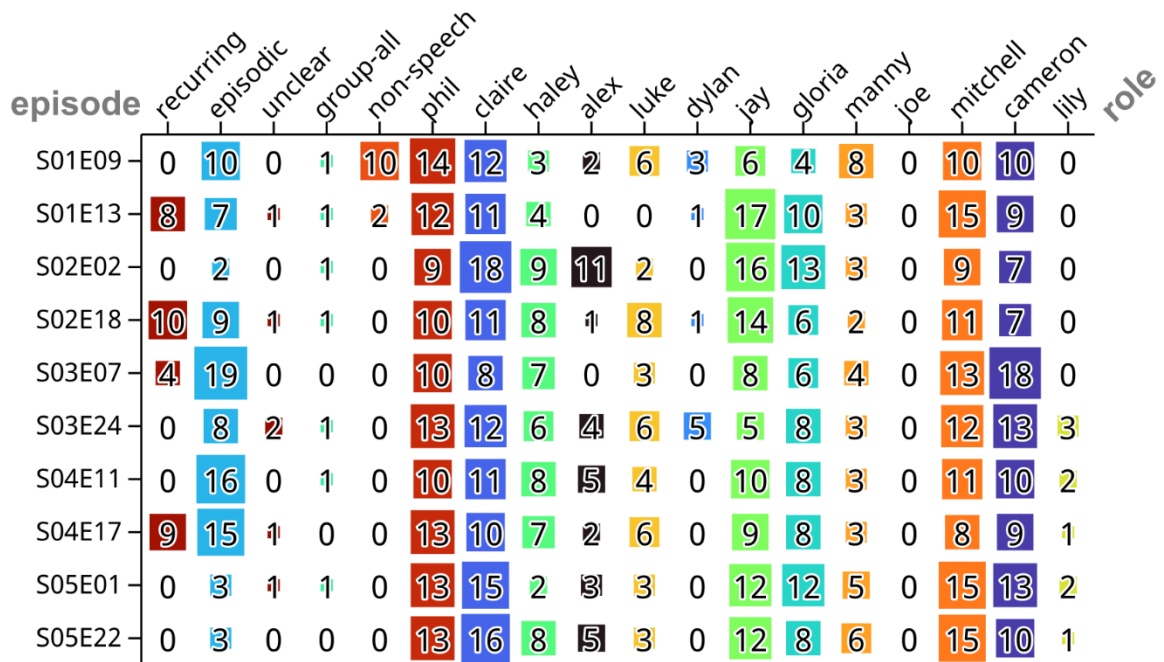 episode recurring episodic unclear group-all non-speech phil claire haley alex luke dylan jay gloria manny joe mitchell cameron lily role
S01E09 0 10 0 1 10 14 12 3 2 6 3 6 4 8 0 10 10 0
S01E13 8 7 1 1 2 12 11 4 0 0 1 17 10 3 0 15 9 0
S02E02 0 2 0 1 0 9 18 9 11 2 0 16 13 3 0 9 7 0
S02E18 10 9 1 1 0 10 11 8 1 8 1 14 6 2 0 11 7 0
S03E07 4 19 0 0 0 10 8 7 0 3 0 8 6 4 0 13 18 0
S03E24 0 8 2 1 0 13 12 6 4 6 5 5 8 3 0 12 13 3
S04E11 0 16 0 1 0 10 11 8 5 4 0 10 8 3 0 11 10 2
S04E17 9 15 1 0 0 13 10 7 2 6 0 9 8 3 0 8 9 1
S05E01 0 3 1 1 0 13 15 2 3 3 0 12 12 5 0 15 13 2
S05E22 0 3 0 0 0 13 16 8 5 3 0 12 8 6 0 15 10 1